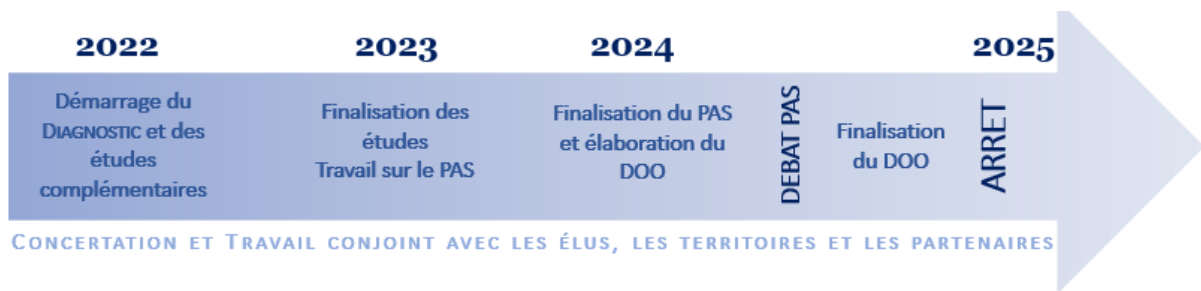 2022
2023
2024
2025
Démarrage du
DIAGNOSTIC et des
études
complémentaires
Finalisation des
études
Travail sur le PAS
Finalisation du PAS
et élaboration du
DOO
DEBAT PAS
Finalisation
du DOO
ARRET
CONCERTATION ET TRAVAIL CONJOINT AVEC LES ÉLUS, LES TERRITOIRES ET LES PARTENAIRES